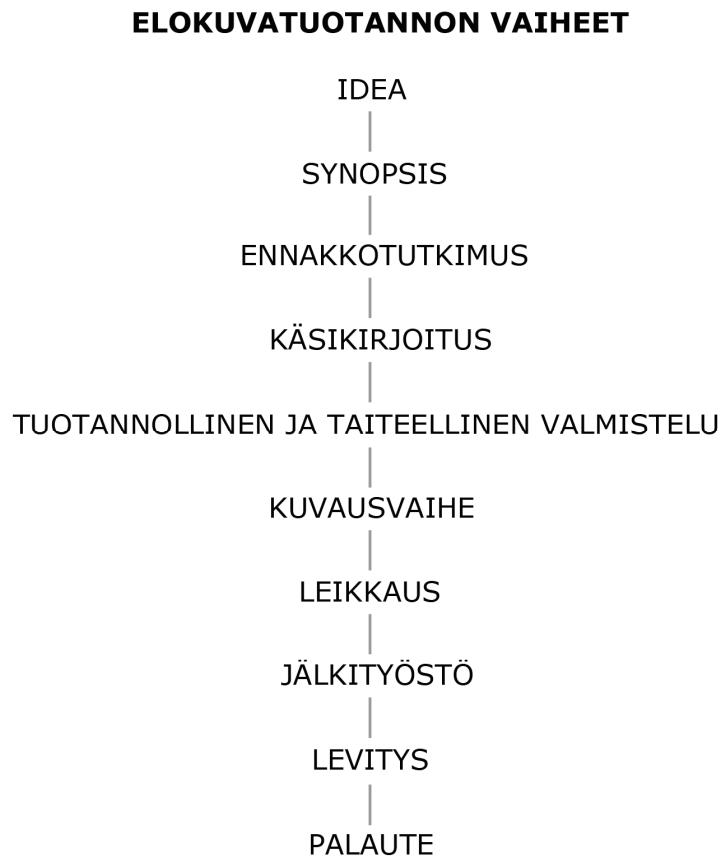 ELOKUVATUOTANNON VAIHEET
IDEA
SYNOPSIS
ENNAKKOTUTKIMUS
KÄSIKIRJOITUS
TUOTANNOLLINEN JA TAITEELLINEN VALMISTELU
KUVAUSVAIHE
LEIKKAUS
JÄLKITYÖSTÖ
LEVITYS
PALAUTE